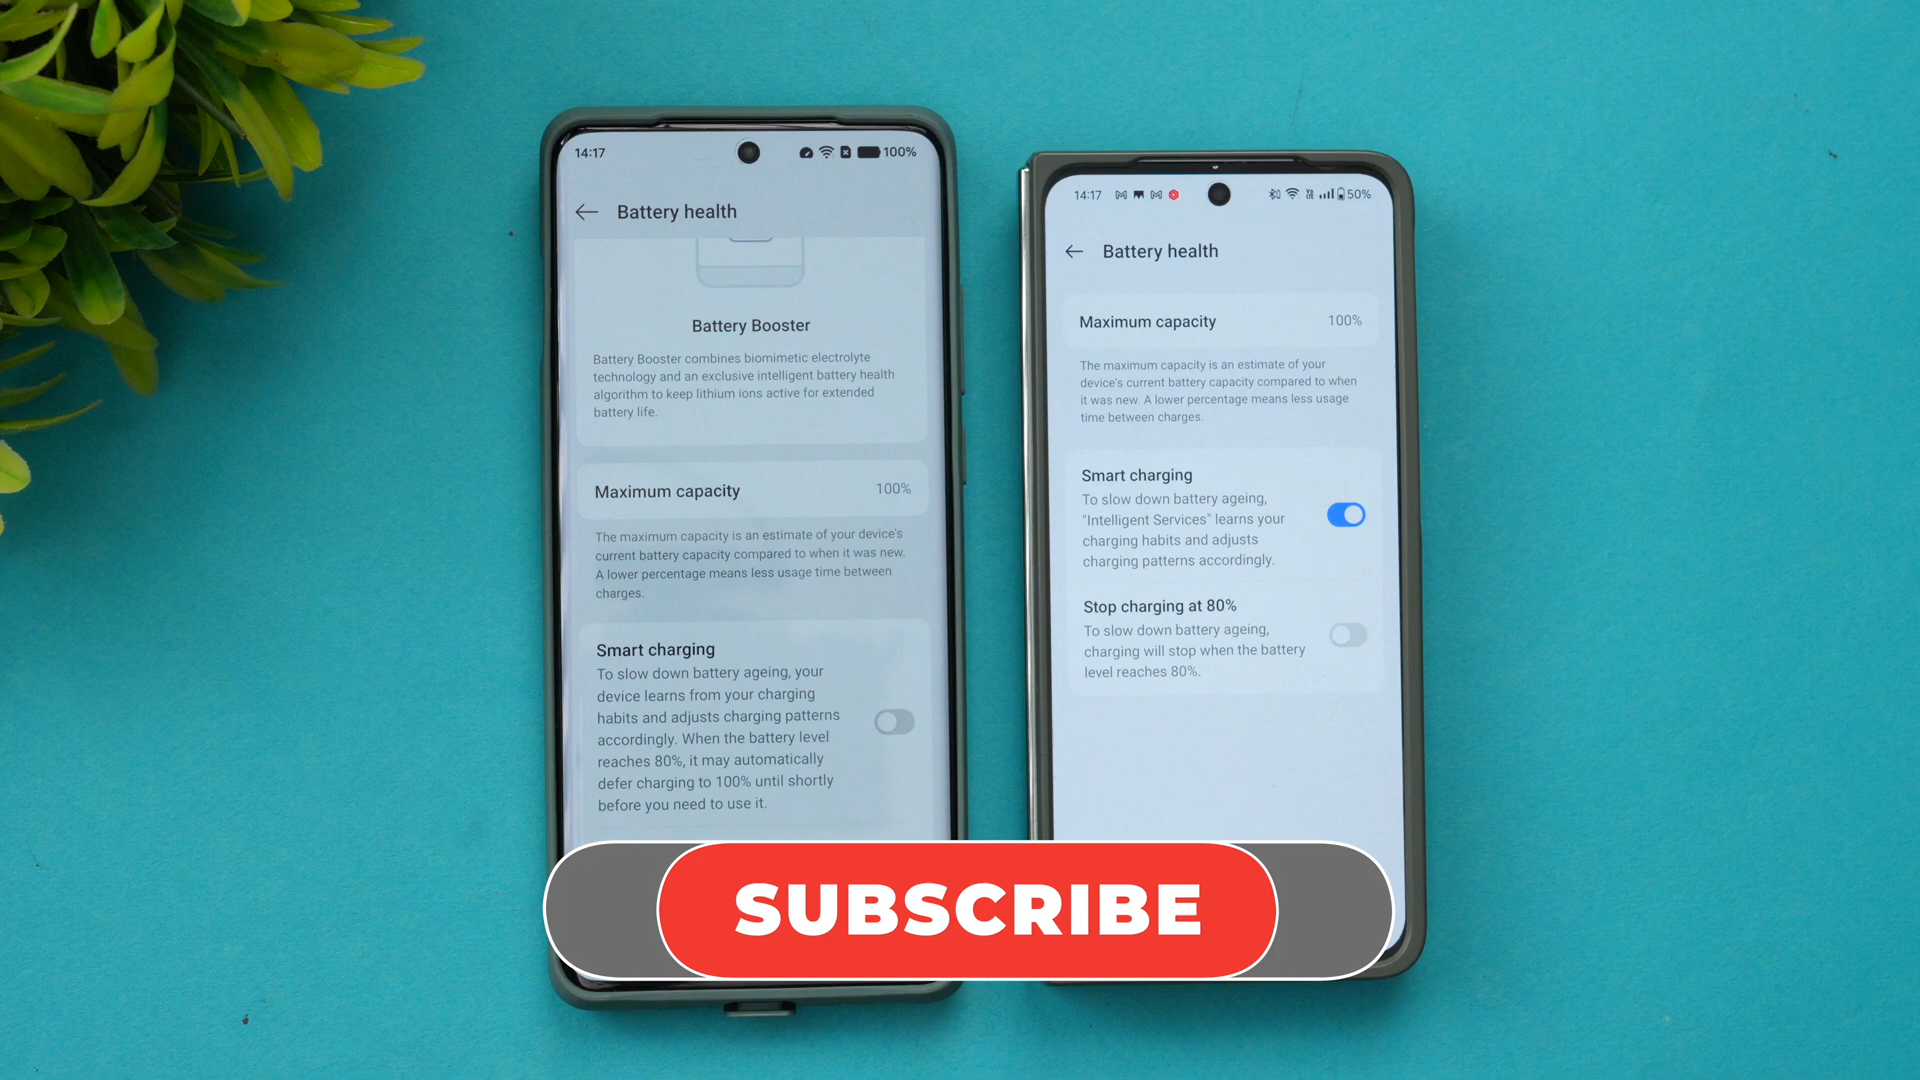 14:17
100%
Battery health
Battery Booster
Battery Booster combines biomimetic electrolyte
technology and an exclusive intelligent battery health
algorithm to keep lithium ions active for extended
battery life.
Maximum capacity 100%
The maximum capacity is an estimate of your device's
current battery capacity compared to when it was new.
A lower percentage means less usage time between
charges.
Smart charging
To slow down battery ageing, your
device learns from your charging
habits and adjusts charging patterns
accordingly. When the battery level
reaches 80%, it may automatically
defer charging to 100% until shortly
before you need to use it.
14:17
50%
Battery health
Maximum capacity 100%
The maximum capacity is an estimate of your
device's current battery capacity compared to when
it was new. A lower percentage means less usage
time between charges.
Smart charging
To slow down battery ageing,
"Intelligent Services" learns your
charging habits and adjusts
charging patterns accordingly.
Stop charging at 80%
To slow down battery ageing,
charging will stop when the battery
level reaches 80%.
SUBSCRIBE